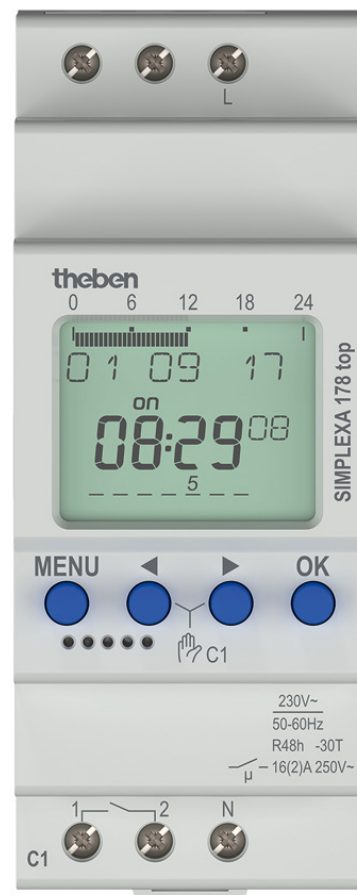 L
theben
0 6 12 18 24
01 09 17
on
08:29 08
5
SIMPLEXA 178 top
MENU ◄ ► OK
C1
230V~
50-60Hz
R48h -30T
µ 16(2)A 250V~
1 2 N
C1